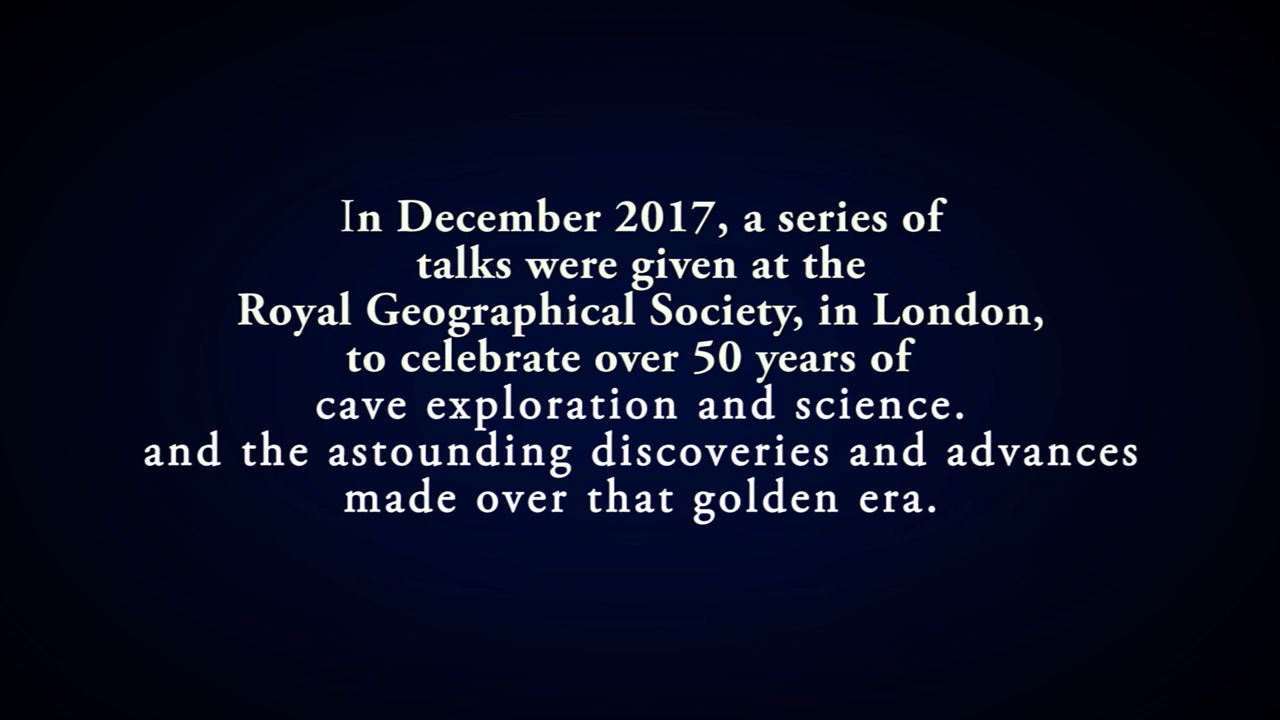 In December 2017, a series of
talks were given at the
Royal Geographical Society, in London,
to celebrate over 50 years of
cave exploration and science.
and the astounding discoveries and advances
made over that golden era.